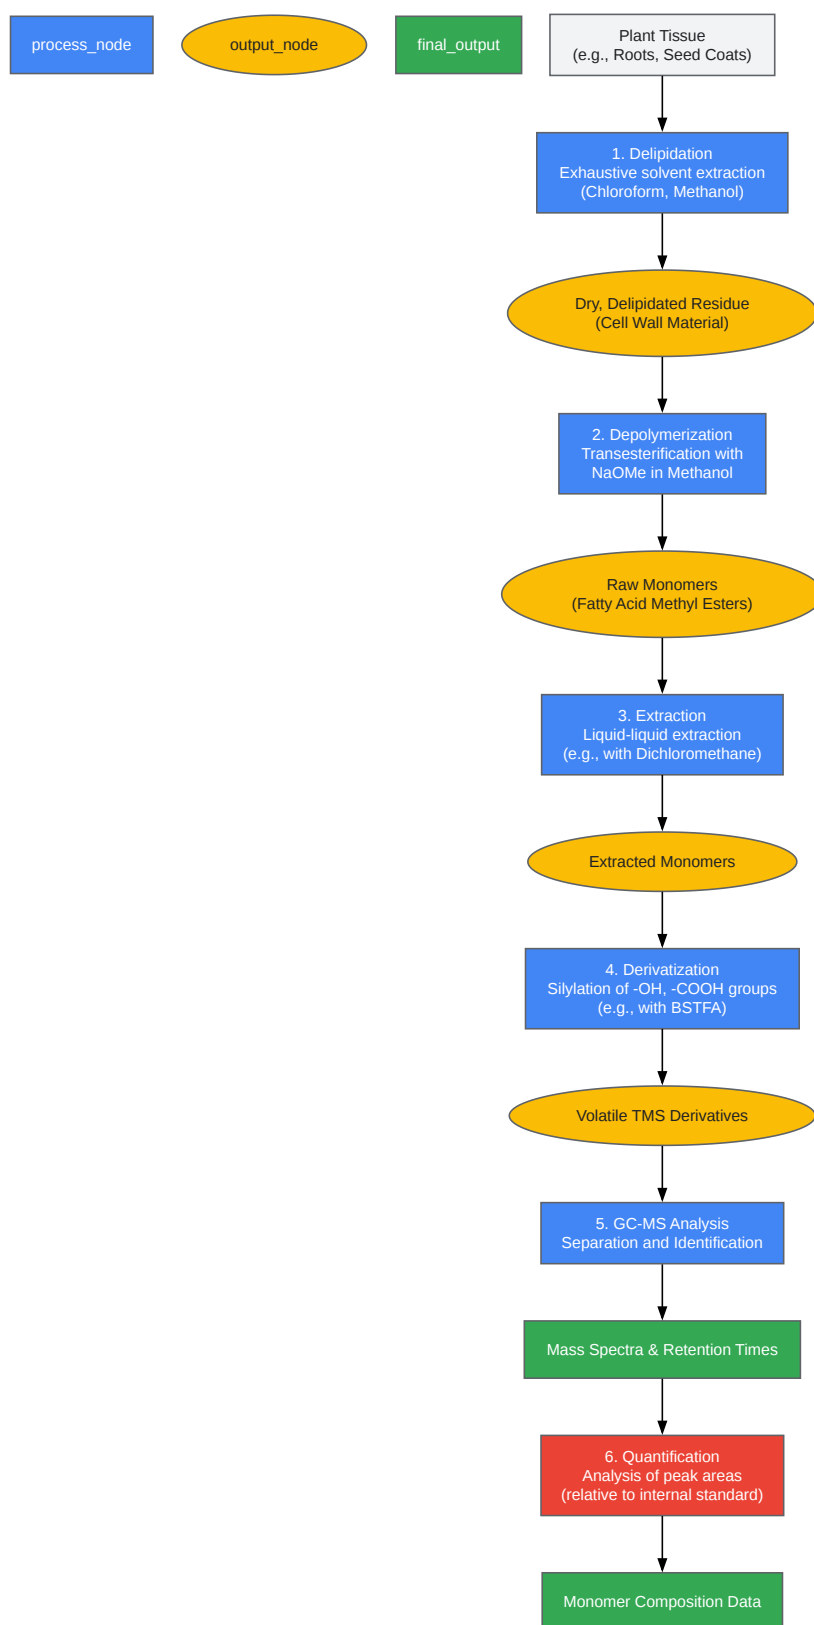 process_node
output_node
final_output
Plant Tissue
(e.g., Roots, Seed Coats)
1. Delipidation
Exhaustive solvent extraction
(Chloroform, Methanol)
Dry, Delipidated Residue
(Cell Wall Material)
2. Depolymerization
Transesterification with
NaOMe in Methanol
Raw Monomers
(Fatty Acid Methyl Esters)
3. Extraction
Liquid-liquid extraction
(e.g., with Dichloromethane)
Extracted Monomers
4. Derivatization
Silylation of -OH, -COOH groups
(e.g., with BSTFA)
Volatile TMS Derivatives
5. GC-MS Analysis
Separation and Identification
Mass Spectra & Retention Times
6. Quantification
Analysis of peak areas
(relative to internal standard)
Monomer Composition Data